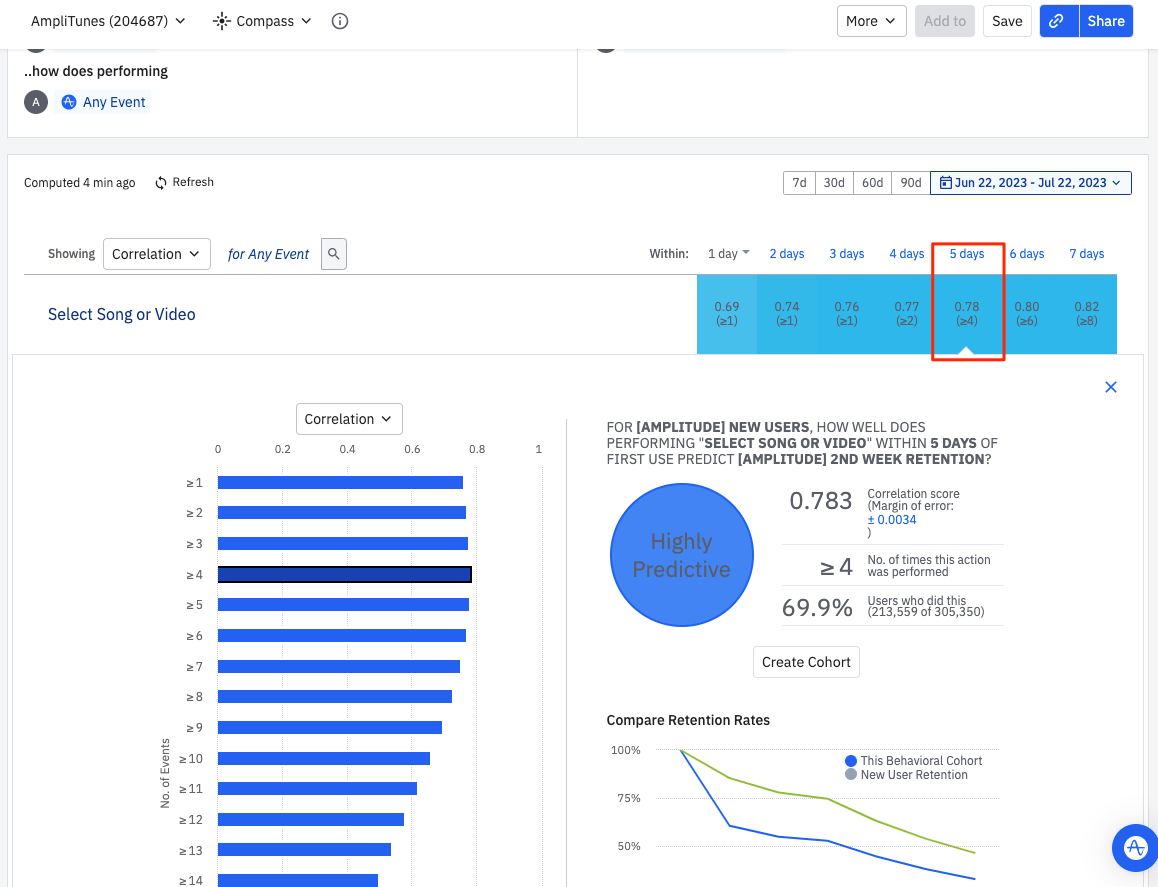 AmpliTunes (204687) Compass More Add to Save Share
..how does performing
A Any Event
Computed 4 min ago Refresh 7d 30d 60d 90d Jun 22, 2023 - Jul 22, 2023
Showing Correlation for Any Event Within: 1 day 2 days 3 days 4 days 5 days 6 days 7 days
Select Song or Video
0.69 0.74 0.76 0.77 0.78 0.80 0.82
(≥1) (≥1) (≥1) (≥2) (≥4) (≥6) (≥8)
Correlation
0 0.2 0.4 0.6 0.8 1
≥ 1
≥ 2
≥ 3
≥ 4
≥ 5
≥ 6
≥ 7
≥ 8
≥ 9
≥ 10
≥ 11
≥ 12
≥ 13
≥ 14
No. of Events
FOR [AMPLITUDE] NEW USERS, HOW WELL DOES
PERFORMING "SELECT SONG OR VIDEO" WITHIN 5 DAYS OF
FIRST USE PREDICT [AMPLITUDE] 2ND WEEK RETENTION?
Highly
Predictive
0.783 Correlation score
(Margin of error:
± 0.0034
)
≥ 4 No. of times this action
was performed
69.9% Users who did this
(213,559 of 305,350)
Create Cohort
Compare Retention Rates
100%
This Behavioral Cohort
New User Retention
75%
50%